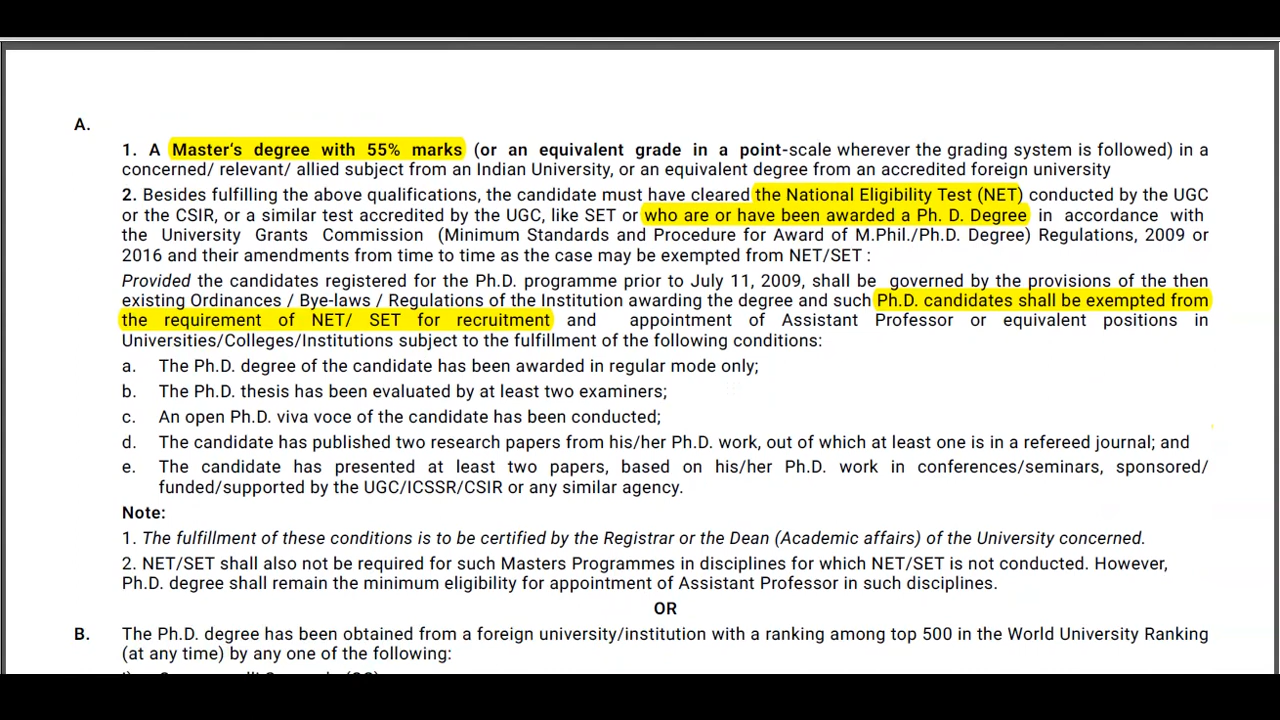 A.
1. A Master's degree with 55% marks (or an equivalent grade in a point-scale wherever the grading system is followed) in a
concerned/ relevant/ allied subject from an Indian University, or an equivalent degree from an accredited foreign university
2. Besides fulfilling the above qualifications, the candidate must have cleared the National Eligibility Test (NET) conducted by the UGC
or the CSIR, or a similar test accredited by the UGC, like SET or who are or have been awarded a Ph. D. Degree in accordance with
the University Grants Commission (Minimum Standards and Procedure for Award of M.Phil./Ph.D. Degree) Regulations, 2009 or
2016 and their amendments from time to time as the case may be exempted from NET/SET :
Provided the candidates registered for the Ph.D. programme prior to July 11, 2009, shall be governed by the provisions of the then
existing Ordinances / Bye-laws / Regulations of the Institution awarding the degree and such Ph.D. candidates shall be exempted from
the requirement of NET/ SET for recruitment and appointment of Assistant Professor or equivalent positions in
Universities/Colleges/Institutions subject to the fulfillment of the following conditions:
a. The Ph.D. degree of the candidate has been awarded in regular mode only;
b. The Ph.D. thesis has been evaluated by at least two examiners;
c. An open Ph.D. viva voce of the candidate has been conducted;
d. The candidate has published two research papers from his/her Ph.D. work, out of which at least one is in a refereed journal; and
e. The candidate has presented at least two papers, based on his/her Ph.D. work in conferences/seminars, sponsored/
funded/supported by the UGC/ICSSR/CSIR or any similar agency.
Note:
1. The fulfillment of these conditions is to be certified by the Registrar or the Dean (Academic affairs) of the University concerned.
2. NET/SET shall also not be required for such Masters Programmes in disciplines for which NET/SET is not conducted. However,
Ph.D. degree shall remain the minimum eligibility for appointment of Assistant Professor in such disciplines.
OR
B. The Ph.D. degree has been obtained from a foreign university/institution with a ranking among top 500 in the World University Ranking
(at any time) by any one of the following: